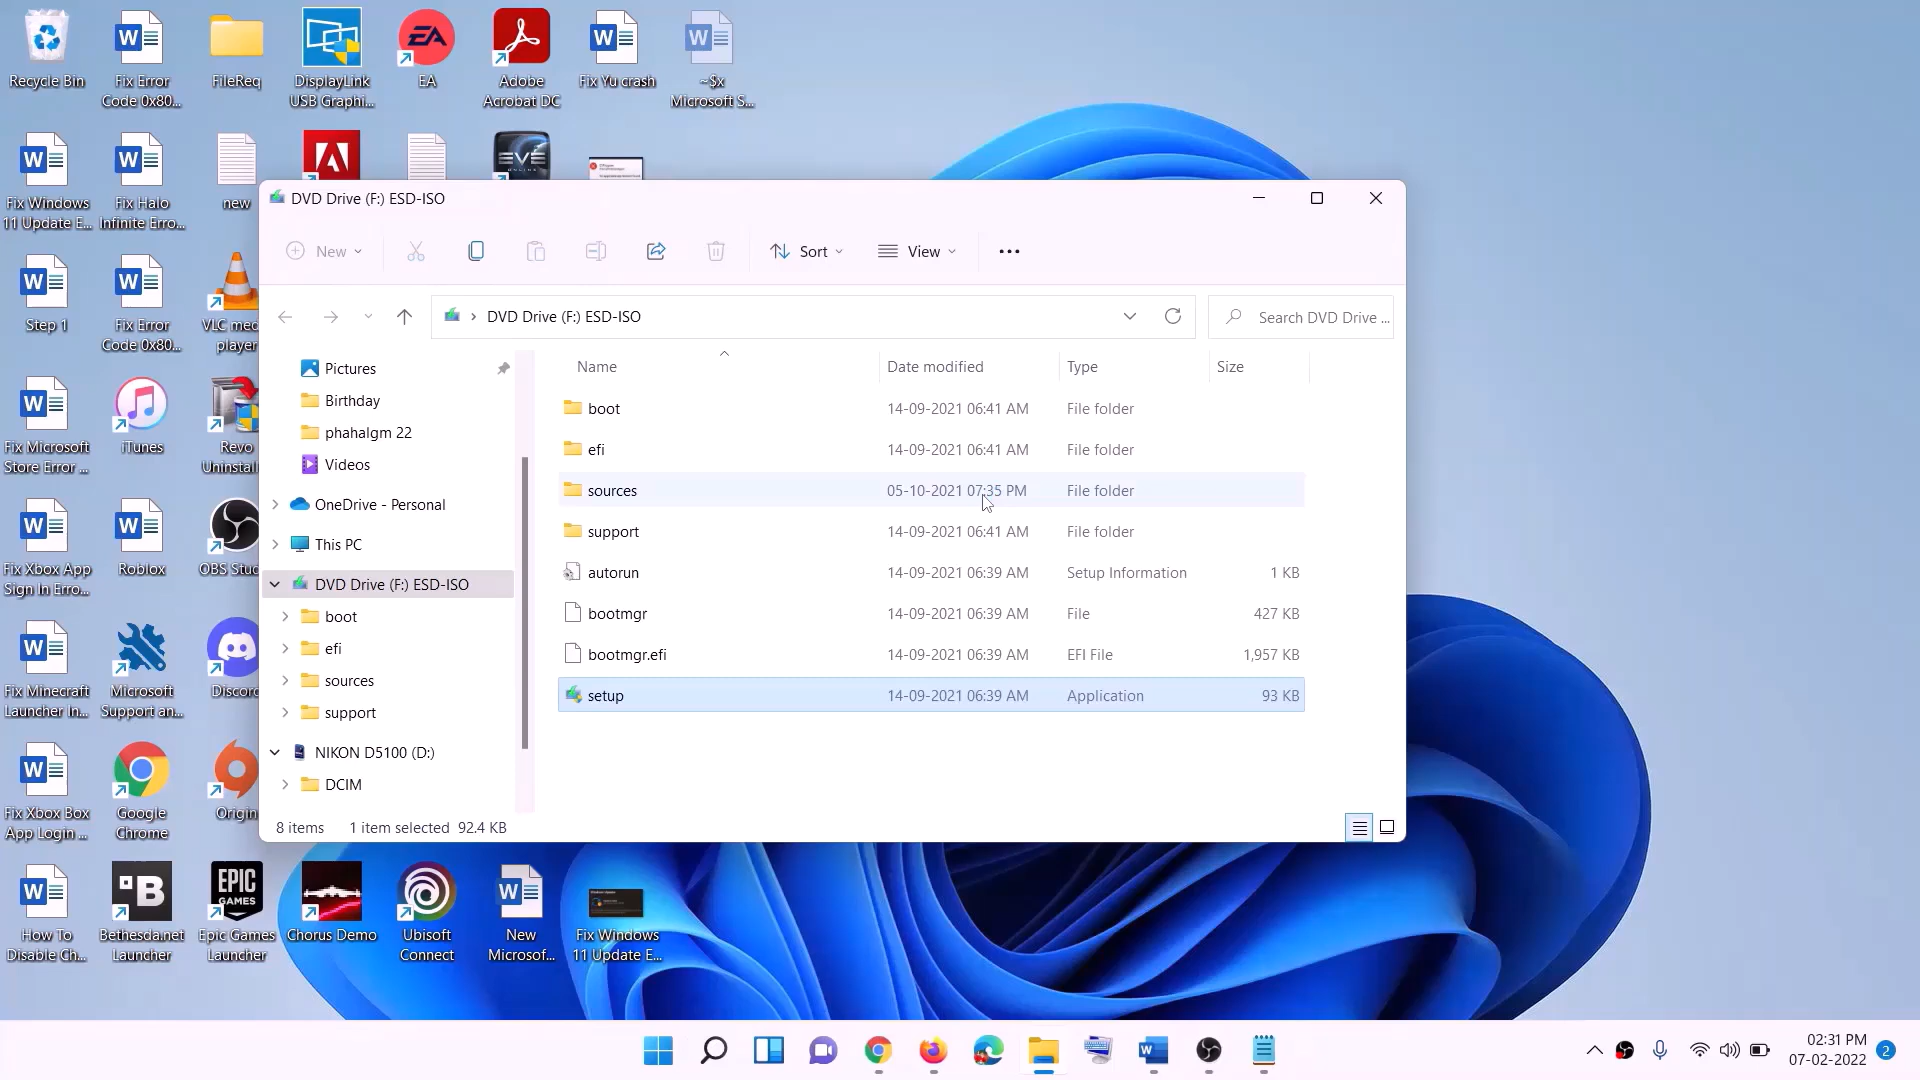 Recycle Bin
Fix Error
Code 0x80...
FileReq
DisplayLink
USB Graphi...
EA
Adobe
Acrobat DC
Fix Yu crash
~$x
Microsoft S...
Fix Windows
11 Update E...
Fix Halo
Infinite Erro...
new
EVE
ONLINE
DVD Drive (F:) ESD-ISO
New
Sort
View
DVD Drive (F:) ESD-ISO
Search DVD Drive ...
Step 1
Fix Error
Code 0x80...
VLC med
player
Fix Microsoft
Store Error ...
iTunes
Revo
Uninstall
Fix Xbox App
Sign In Erro...
Roblox
OBS Stud
Fix Minecraft
Launcher In...
Microsoft
Support an...
Discord
Fix Xbox Box
App Login ...
Google
Chrome
Origin
Pictures
Birthday
phahalgm 22
Videos
OneDrive - Personal
This PC
DVD Drive (F:) ESD-ISO
boot
efi
sources
support
NIKON D5100 (D:)
DCIM
Name Date modified Type Size
boot 14-09-2021 06:41 AM File folder
efi 14-09-2021 06:41 AM File folder
sources 05-10-2021 07:35 PM File folder
support 14-09-2021 06:41 AM File folder
autorun 14-09-2021 06:39 AM Setup Information 1 KB
bootmgr 14-09-2021 06:39 AM File 427 KB
bootmgr.efi 14-09-2021 06:39 AM EFI File 1,957 KB
setup 14-09-2021 06:39 AM Application 93 KB
8 items 1 item selected 92.4 KB
How To
Disable Ch...
Bethesda.net
Launcher
EPIC
GAMES
Epic Games
Launcher
Chorus Demo
Ubisoft
Connect
New
Microsof...
Fix Windows
11 Update E...
02:31 PM
07-02-2022
2